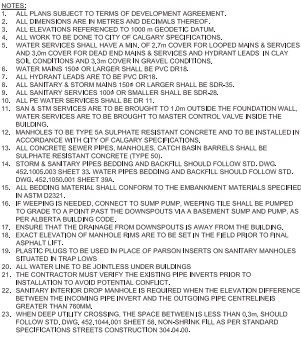 NOTES:
1. ALL PLANS SUBJECT TO TERMS OF DEVELOPMENT AGREEMENT.
2. ALL DIMENSIONS ARE IN METRES AND DECIMALS THEREOF.
3. ALL ELEVATIONS REFERENCED TO 1000 m GEODETIC DATUM.
4. ALL WORK TO BE DONE TO CITY OF CALGARY SPECIFICATIONS.
5. WATER SERVICES SHALL HAVE A MIN. OF 2,7m COVER FOR LOOPED MAINS & SERVICES
AND 3,0m COVER FOR DEAD END MAINS & SERVICES AND HYDRANT LEADS IN CLAY
SOIL CONDITIONS AND 3,3m COVER IN GRAVEL CONDITIONS.
6. WATER MAINS 150Ø OR LARGER SHALL BE PVC DR18.
7. ALL HYDRANT LEADS ARE TO BE PVC DR18.
8. ALL SANITARY & STORM MAINS 150Ø OR LARGER SHALL BE SDR-35.
9. ALL SANITARY SERVICES 100Ø OR SMALLER SHALL BE SDR-28.
10. ALL PE WATER SERVICES SHALL BE DR 11.
11. SAN & STM SERVICES ARE TO BE BROUGHT TO 1.0m OUTSIDE THE FOUNDATION WALL,
WATER SERVICES ARE TO BE BROUGHT TO MASTER CONTROL VALVE INSIDE THE
BUILDING.
12. MANHOLES TO BE TYPE 5A SULPHATE RESISTANT CONCRETE AND TO BE INSTALLED IN
ACCORDANCE WITH CITY OF CALGARY SPECIFICATIONS.
13. ALL CONCRETE SEWER PIPES, MANHOLES, CATCH BASIN BARRELS SHALL BE
SULPHATE RESISTANT CONCRETE (TYPE 50).
14. STORM & SANITARY PIPES BEDDING AND BACKFILL SHOULD FOLLOW STD. DWG.
452.1005.003 SHEET 33. WATER PIPES BEDDING AND BACKFILL SHOULD FOLLOW STD.
DWG. 452.1050.001 SHEET 39A.
15. ALL BEDDING MATERIAL SHALL CONFORM TO THE EMBANKMENT MATERIALS SPECIFIED
IN ASTM D2321.
16. IF WEEPING IS NEEDED, CONNECT TO SUMP PUMP, WEEPING TILE SHALL BE PUMPED
TO GRADE TO A POINT PAST THE DOWNSPOUTS VIA A BASEMENT SUMP AND PUMP, AS
PER ALBERTA BUILDING CODE.
17. ENSURE THAT THE DRAINAGE FROM DOWNSPOUTS IS AWAY FROM THE BUILDING.
18. EXACT ELEVATION OF MANHOLE RIMS ARE TO BE SET IN THE FIELD PRIOR TO FINAL
ASPHALT LIFT.
19. PLASTIC PLUGS TO BE USED IN PLACE OF PARSON INSERTS ON SANITARY MANHOLES
SITUATED IN TRAP LOWS
20. ALL WATER LINE TO BE JOINTLESS UNDER BUILDINGS
21. THE CONTRACTOR MUST VERIFY THE EXISTING PIPE INVERTS PRIOR TO
INSTALLATION TO AVOID POTENTIAL CONFLICT.
22. SANITARY INTERIOR DROP MANHOLE IS REQUIRED WHEN THE ELEVATION DIFFERENCE
BETWEEN THE INCOMING PIPE INVERT AND THE OUTGOING PIPE CENTRELINEIS
GREATER THAN 760MM.
23. WHEN DEEP UTILITY CROSSING, THE SPACE BETWEEN IS LESS THAN 0,3m, SHOULD
FOLLOW STD, DWG, 452,1044,001 SHEET 58, NON-SHRINK FILL AS PER STANDARD
SPECIFICATIONS STREETS CONSTRUCTION 304.04.00.